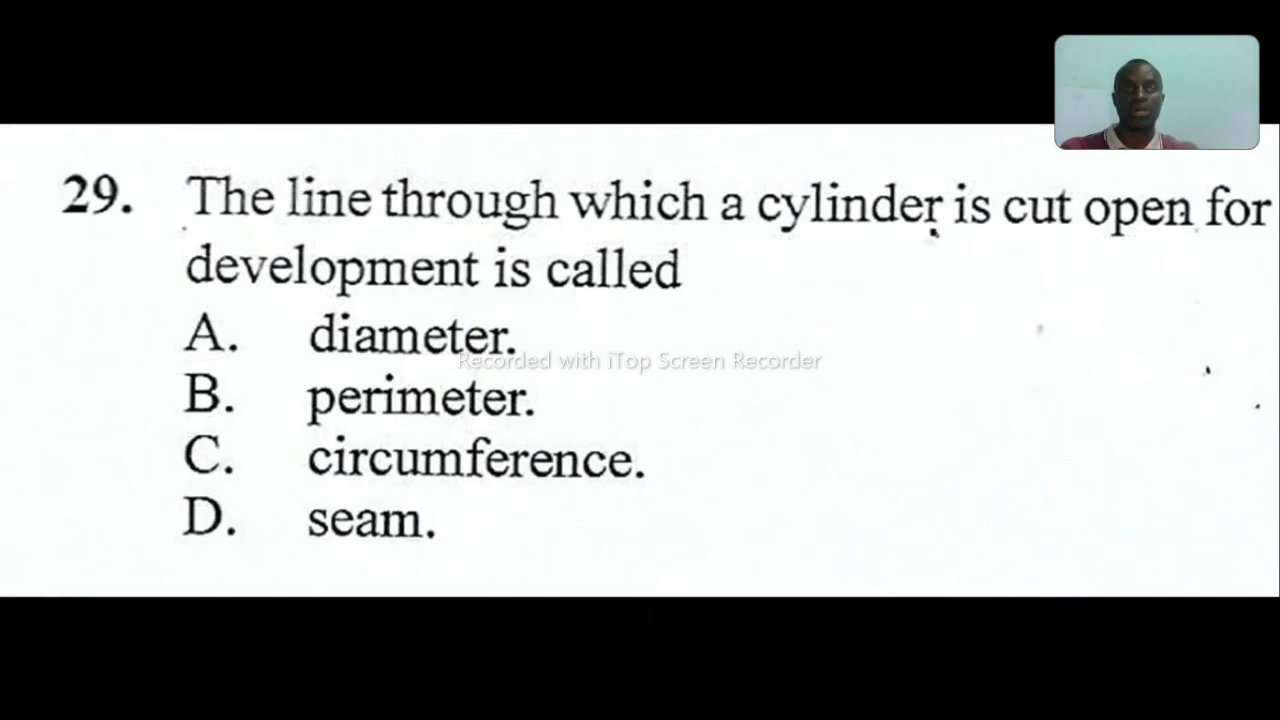 29. The line through which a cylinder is cut open for
development is called
A. diameter.
Recorded with iTop Screen Recorder
B. perimeter.
C. circumference.
D. seam.